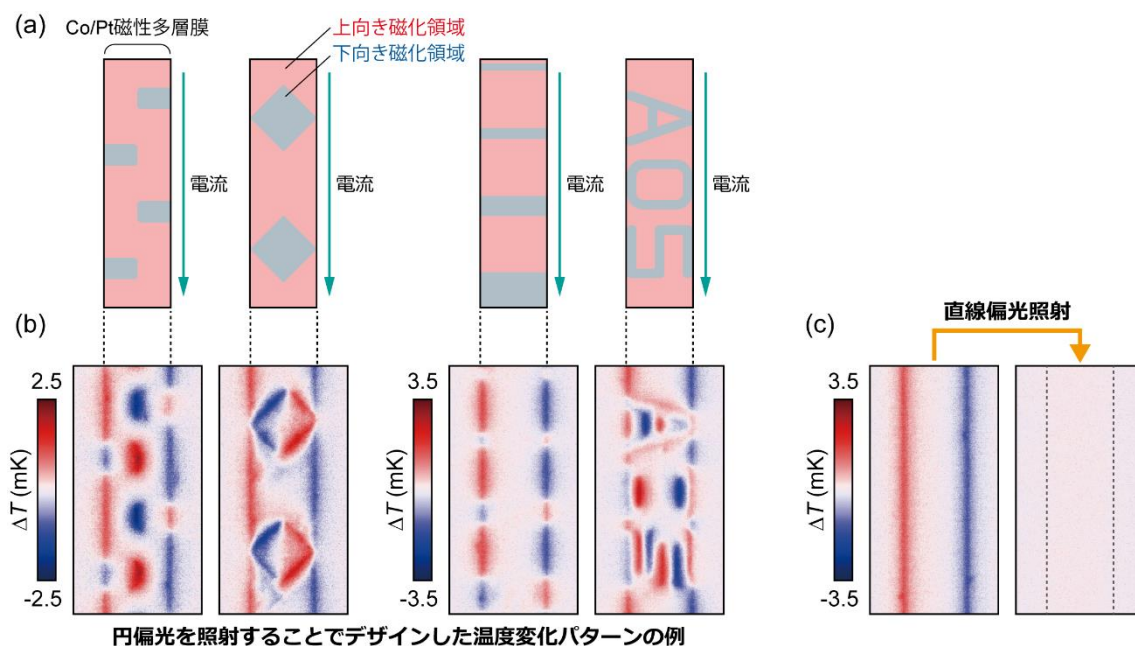 (a)
Co/Pt磁性多層膜
上向き磁化領域
下向き磁化領域
電流
電流
電流
A05
電流
(b)
2.5
ΔT (mK)
-2.5
3.5
ΔT (mK)
-3.5
円偏光を照射することでデザインした温度変化パターンの例
(c)
直線偏光照射
3.5
ΔT (mK)
-3.5